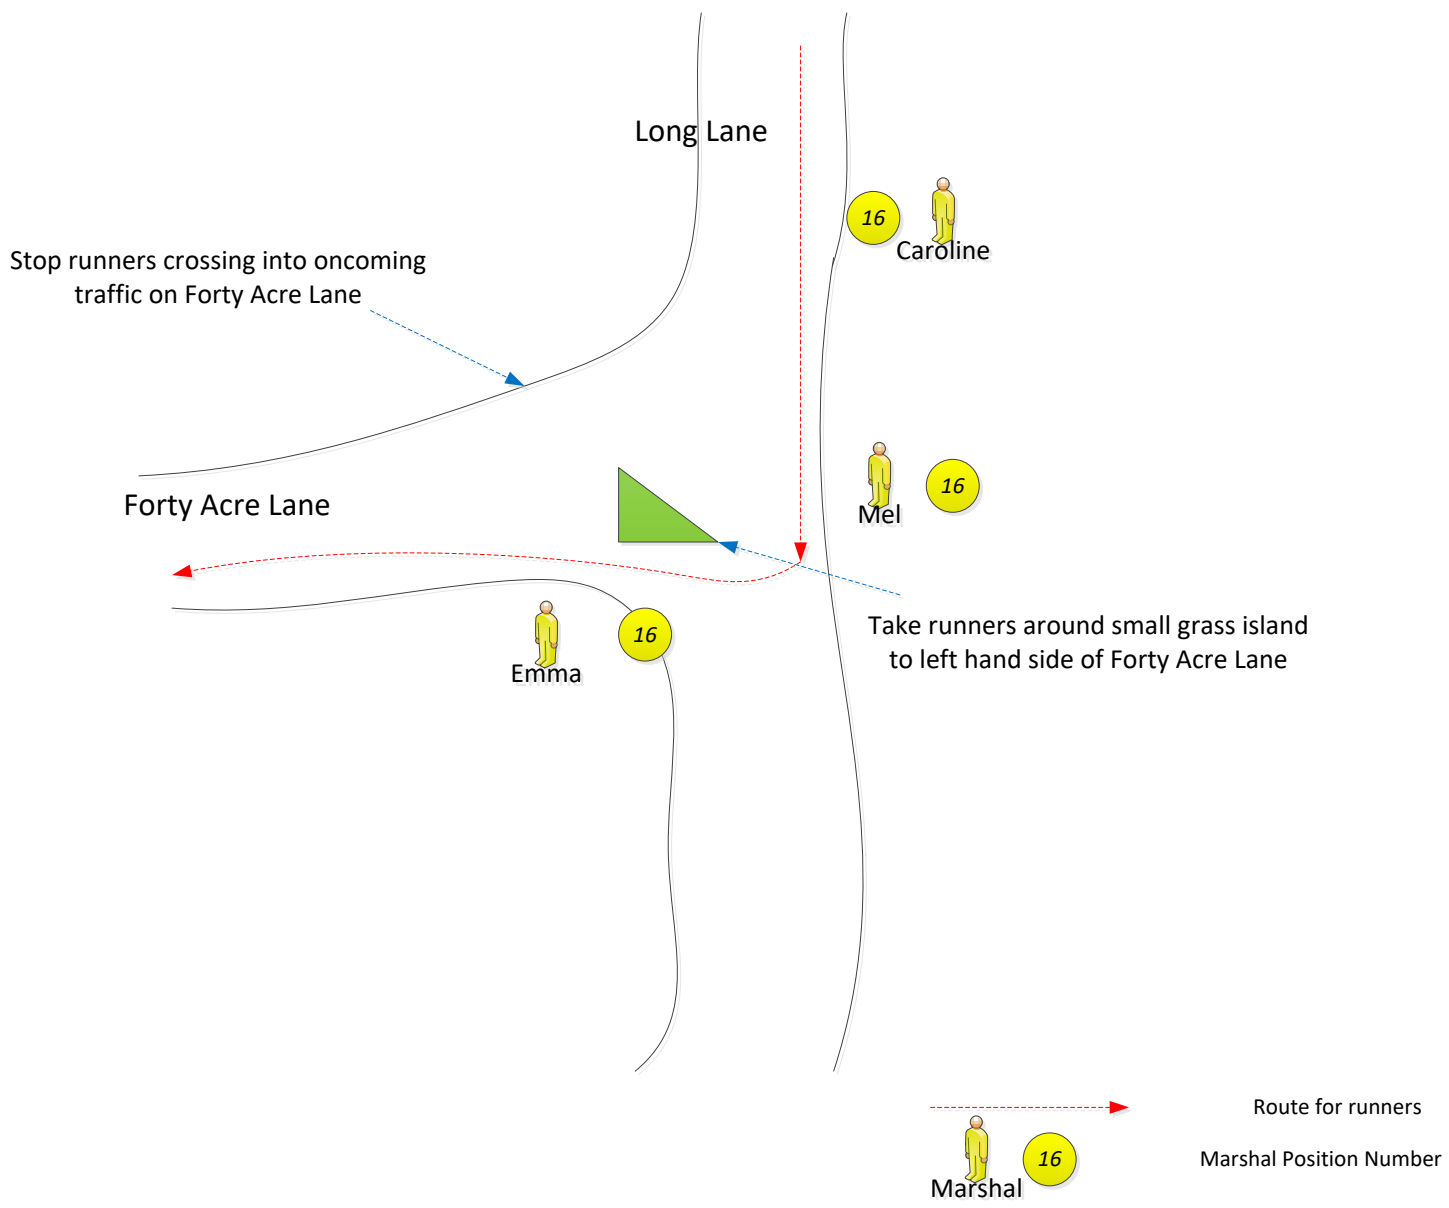 Long Lane
16
Caroline
Stop runners crossing into oncoming
traffic on Forty Acre Lane
Forty Acre Lane
16
Mel
Take runners around small grass island
to left hand side of Forty Acre Lane
16
Emma
Route for runners
16
Marshal Position Number
Marshal